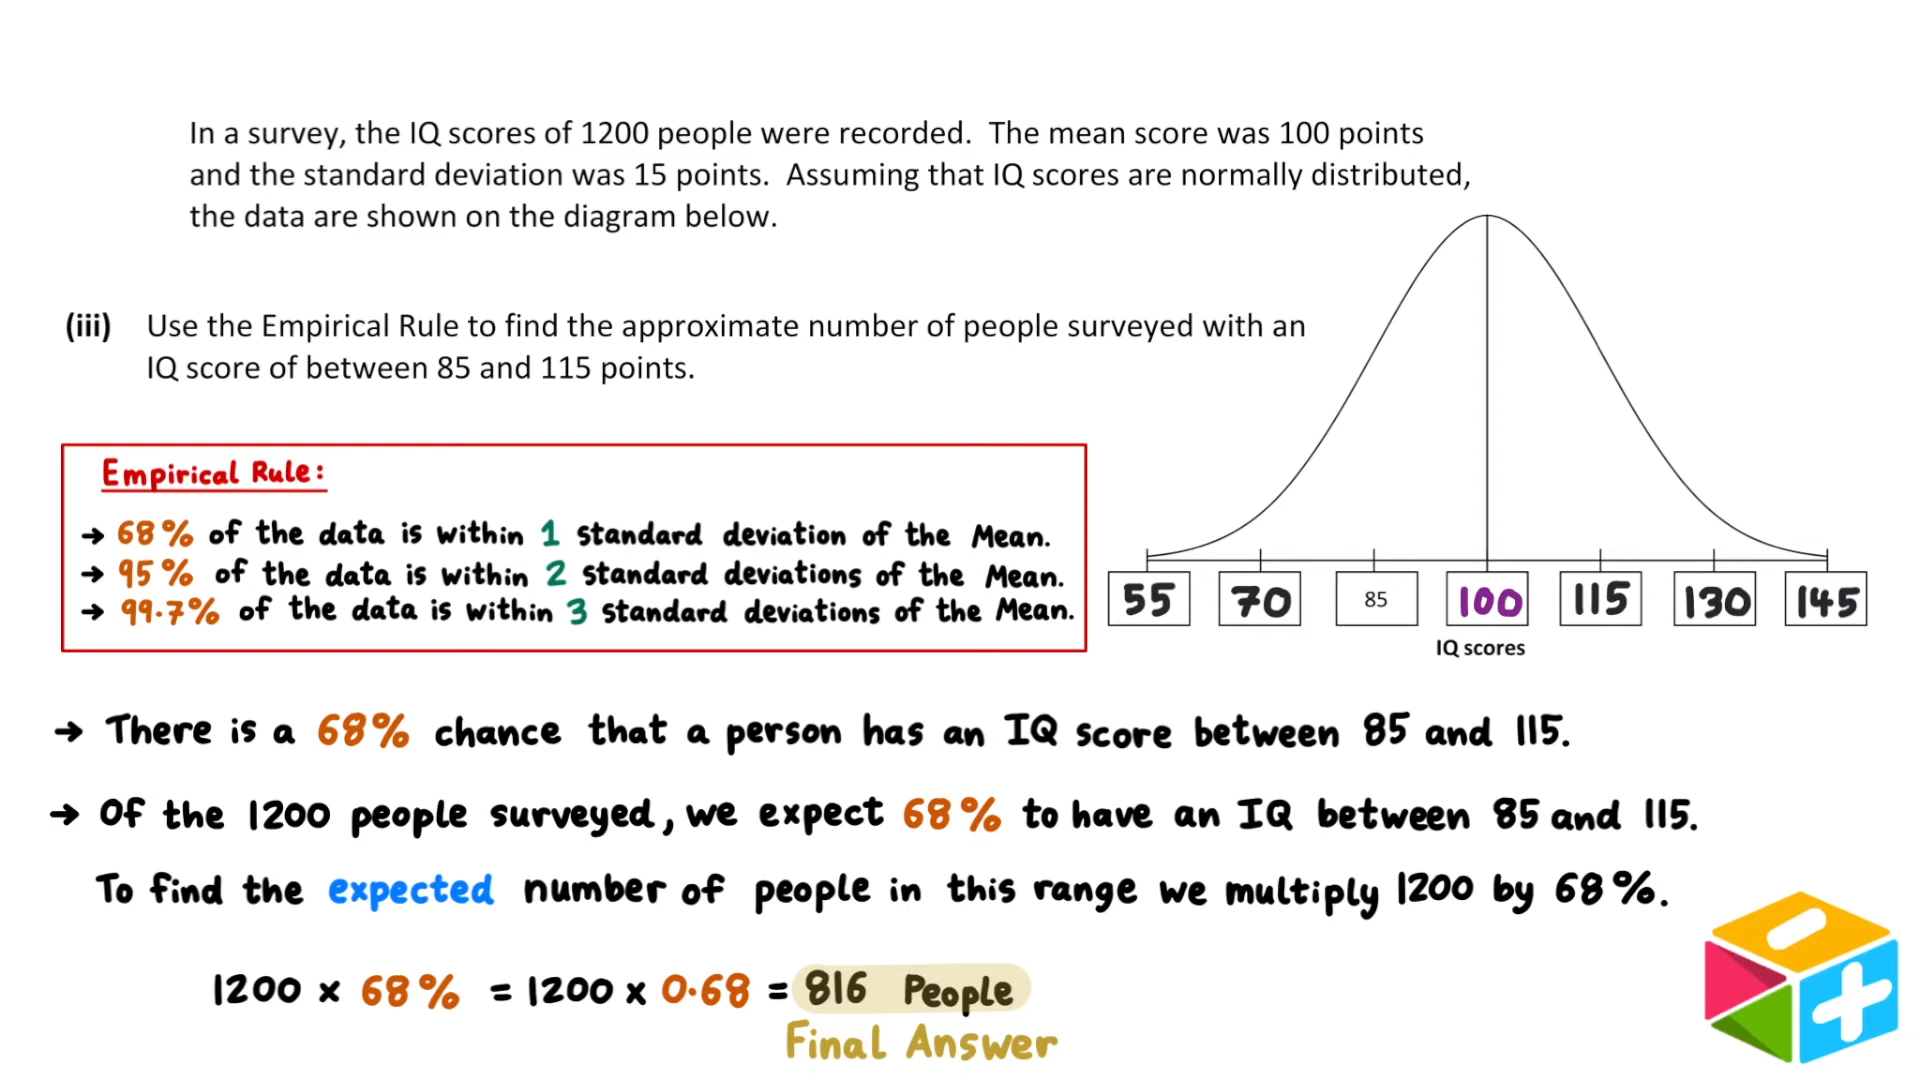 In a survey, the IQ scores of 1200 people were recorded. The mean score was 100 points
and the standard deviation was 15 points. Assuming that IQ scores are normally distributed,
the data are shown on the diagram below.
(iii) Use the Empirical Rule to find the approximate number of people surveyed with an
IQ score of between 85 and 115 points.
Empirical Rule:
→ 68% of the data is within 1 standard deviation of the Mean.
→ 95% of the data is within 2 standard deviations of the Mean.
→ 99.7% of the data is within 3 standard deviations of the Mean.
55 70 85 100 115 130 145
IQ scores
→ There is a 68% chance that a person has an IQ score between 85 and 115.
→ Of the 1200 people surveyed, we expect 68% to have an IQ between 85 and 115.
To find the expected number of people in this range we multiply 1200 by 68%.
1200 × 68% = 1200 × 0.68 = 816 People
Final Answer